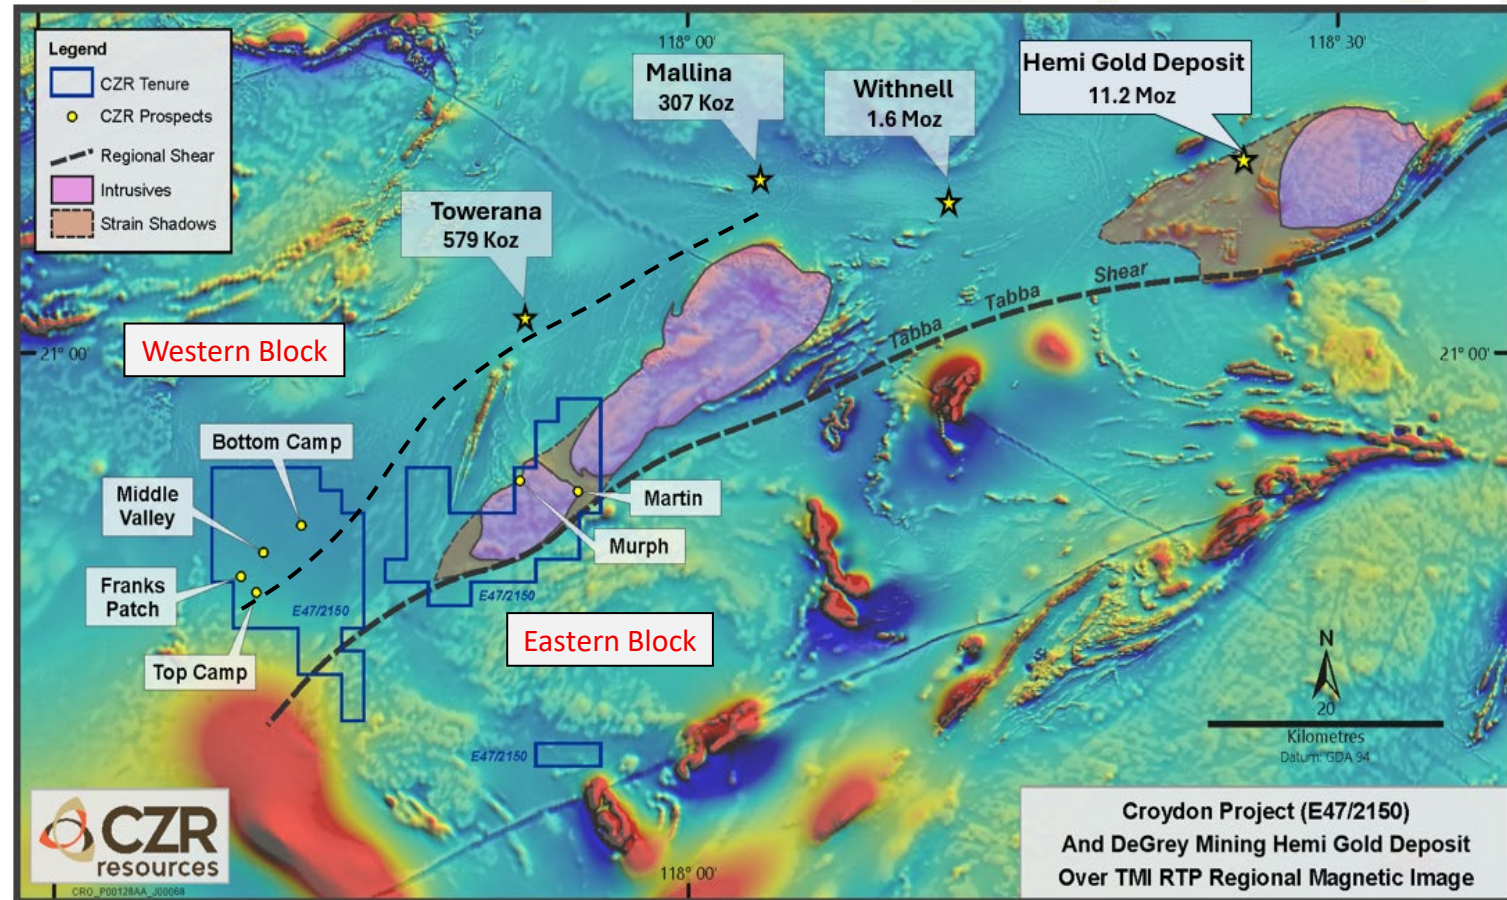 Legend
CZR Tenure
CZR Prospects
Regional Shear
Intrusives
Strain Shadows
118° 00'
118° 30'
Mallina
307 Koz
Withnell
1.6 Moz
Hemi Gold Deposit
11.2 Moz
Towerana
579 Koz
Tabba Tabba Shear
21° 00'
21° 00'
Western Block
Bottom Camp
Middle
Valley
Franks
Patch
Top Camp
E47/2150
Martin
Murph
E47/2150
Eastern Block
E47/2150
N
20
Kilometres
Datum: GDA 94
118° 00'
CZR
resources
CRO_P00128AA_J00068
Croydon Project (E47/2150)
And DeGrey Mining Hemi Gold Deposit
Over TMI RTP Regional Magnetic Image